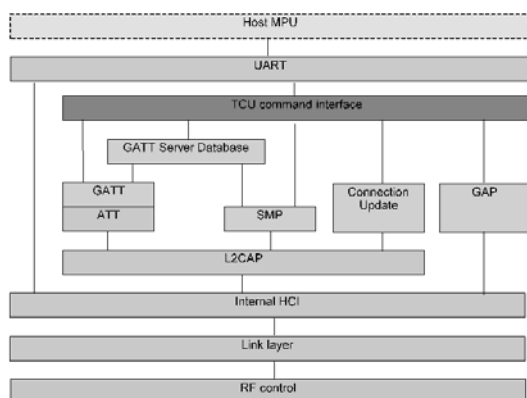 Host MPU
UART
TCU command interface
GATT Server Database
GATT
ATT
SMP
Connection
Update
GAP
L2CAP
Internal HCI
Link layer
RF control